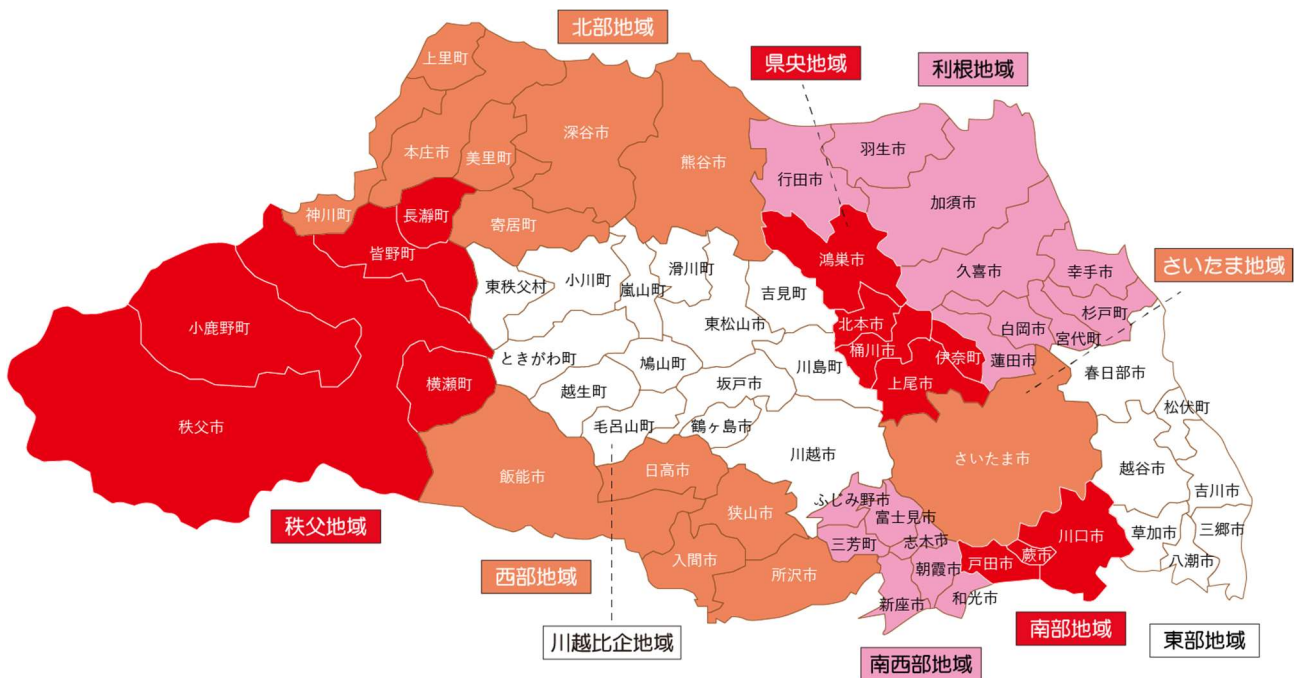 北部地域
県央地域
利根地域
上里町
深谷市
本庄市
美里町
熊谷市
羽生市
行田市
加須市
神川町
長瀞町
寄居町
皆野町
鴻巣市
久喜市
幸手市
さいたま地域
東秩父村
小川町
嵐山町
滑川町
吉見町
小鹿野町
東松山市
北本市
白岡市
杉戸町
宮代町
ときがわ町
鳩山町
川島町
桶川市
伊奈町
蓮田市
横瀬町
越生町
坂戸市
上尾市
春日部市
秩父市
毛呂山町
鶴ヶ島市
松伏町
飯能市
日高市
川越市
さいたま市
越谷市
吉川市
ふじみ野市
秩父地域
狭山市
富士見市
川口市
草加市
三郷市
三芳町
志木市
入間市
所沢市
朝霞市
戸田市
蕨市
八潮市
西部地域
新座市
和光市
川越比企地域
南部地域
東部地域
南西部地域